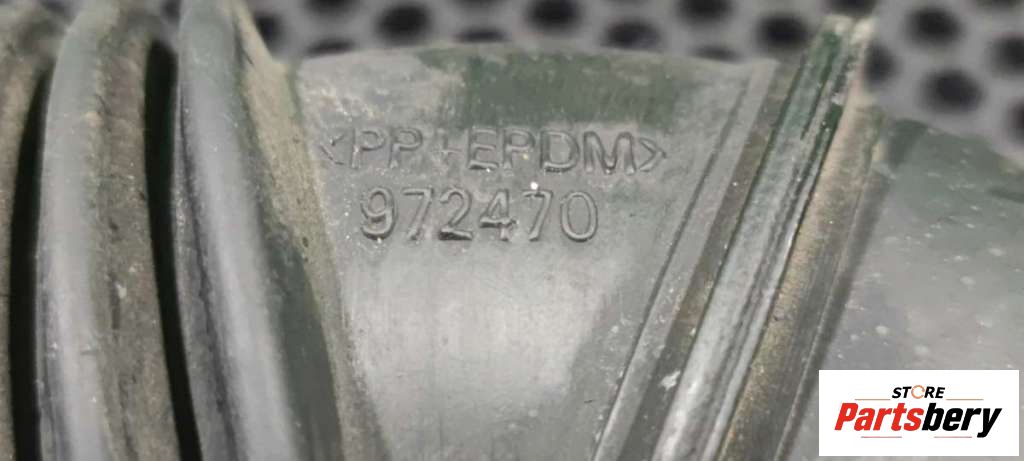 <PP+EPDM>
972470
STORE
Partsbery